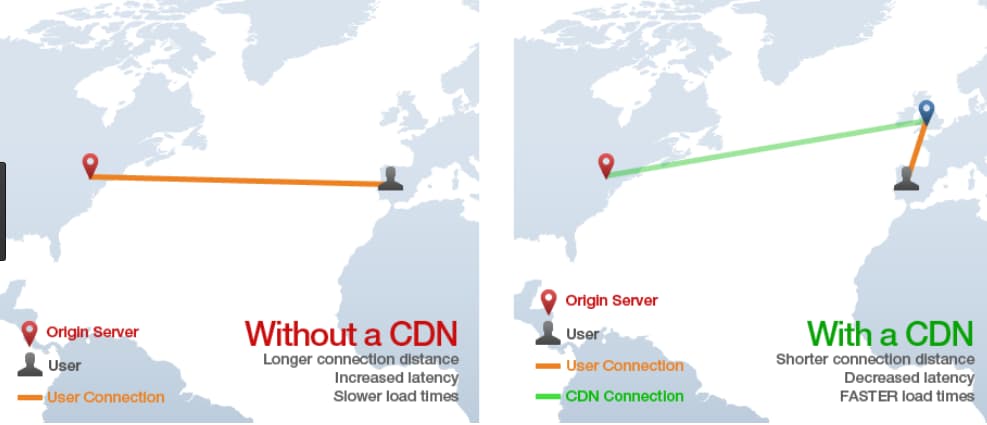 Origin Server
User
User Connection
Without a CDN
Longer connection distance
Increased latency
Slower load times
Origin Server
User
User Connection
CDN Connection
With a CDN
Shorter connection distance
Decreased latency
FASTER load times